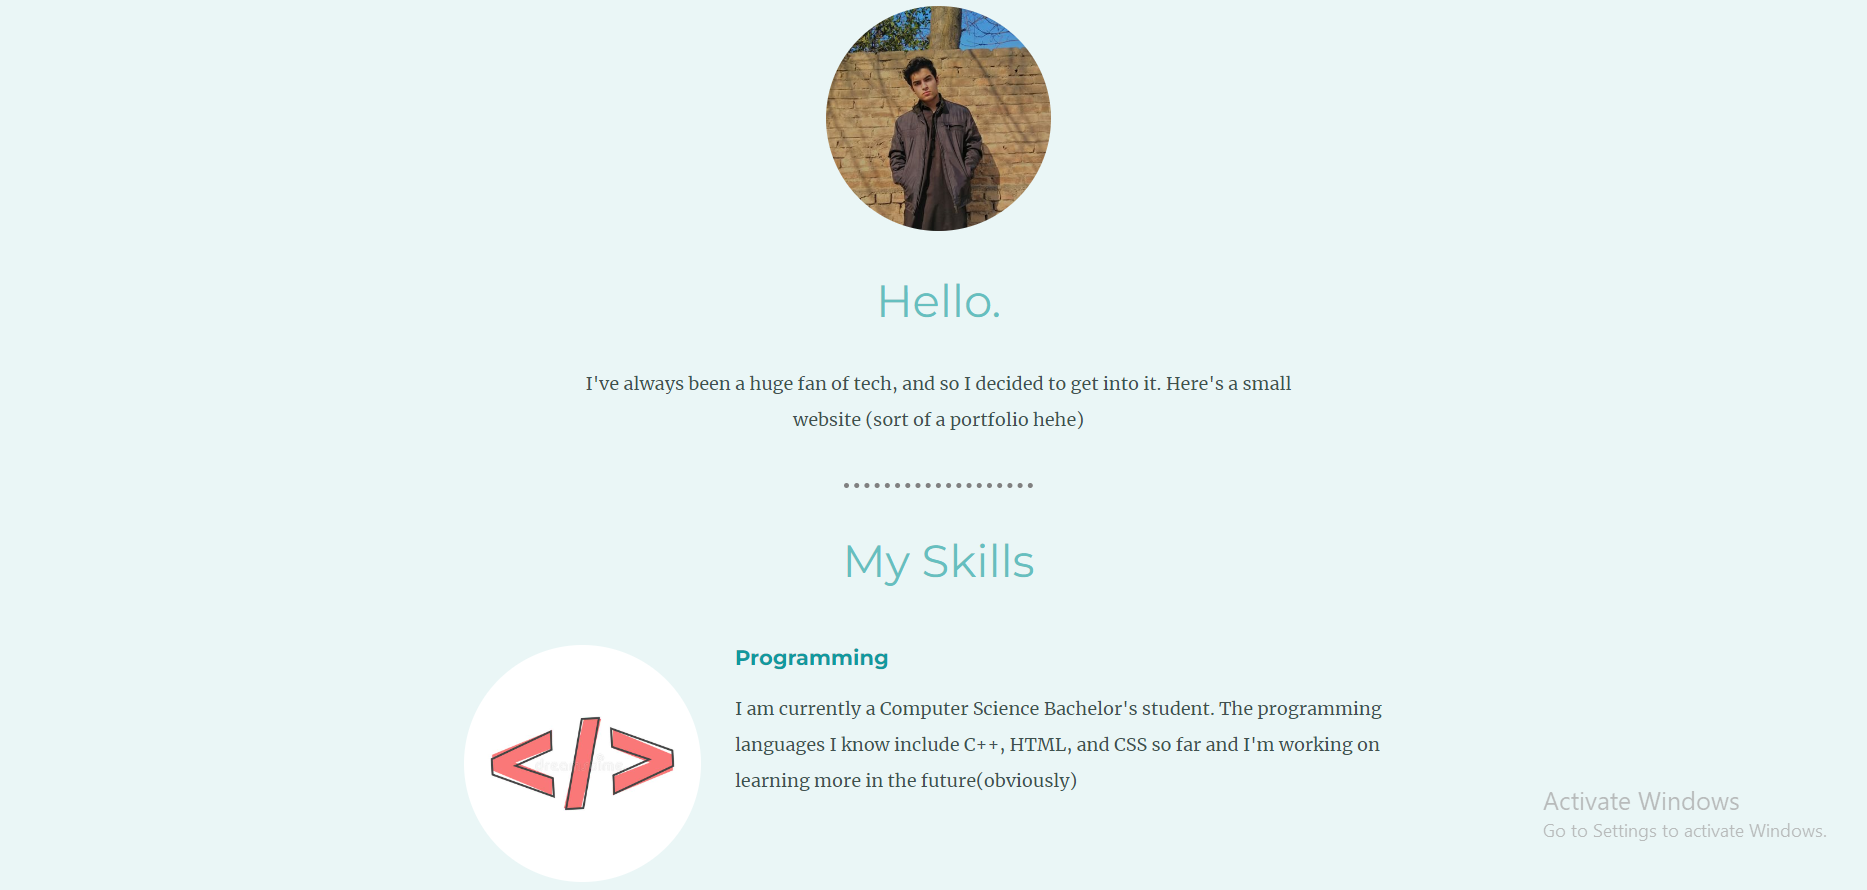 Hello.
I've always been a huge fan of tech, and so I decided to get into it. Here's a small
website (sort of a portfolio hehe)
My Skills
Programming
I am currently a Computer Science Bachelor's student. The programming
languages I know include C++, HTML, and CSS so far and I'm working on
learning more in the future(obviously)
</>
Activate Windows
Go to Settings to activate Windows.